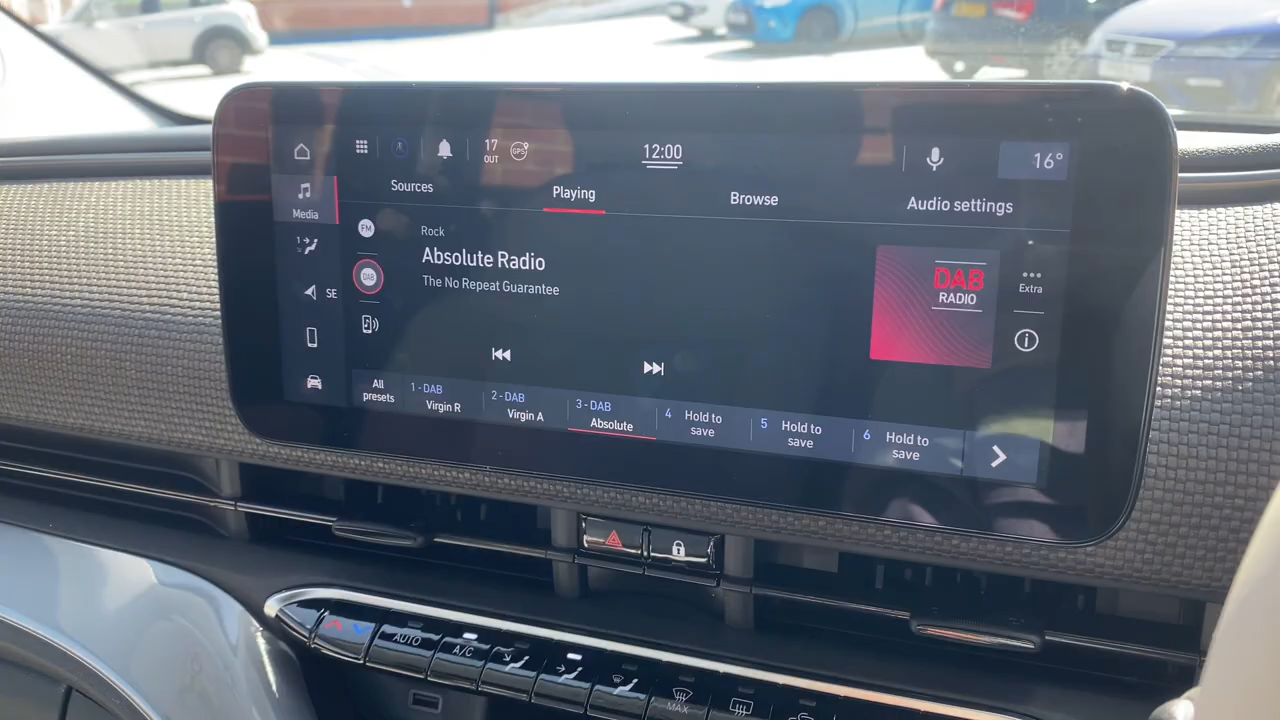 17
OUT
GPS
12:00
16°
Sources
Playing
Browse
Audio settings
Media
FM
Rock
Absolute Radio
The No Repeat Guarantee
DAB
DAB
RADIO
Extra
SE
All
presets
1 - DAB
Virgin R
2 - DAB
Virgin A
3 - DAB
Absolute
4 Hold to
save
5 Hold to
save
6 Hold to
save
AUTO
A/C
MAX